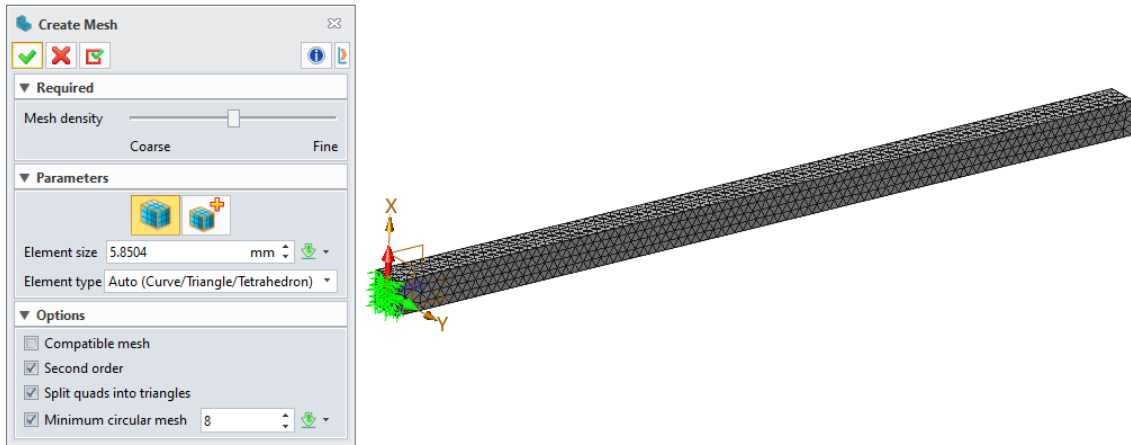 Create Mesh
Required
Mesh density
Coarse Fine
Parameters
Element size 5.8504 mm
Element type Auto (Curve/Triangle/Tetrahedron)
Options
Compatible mesh
Second order
Split quads into triangles
Minimum circular mesh 8
X
Y